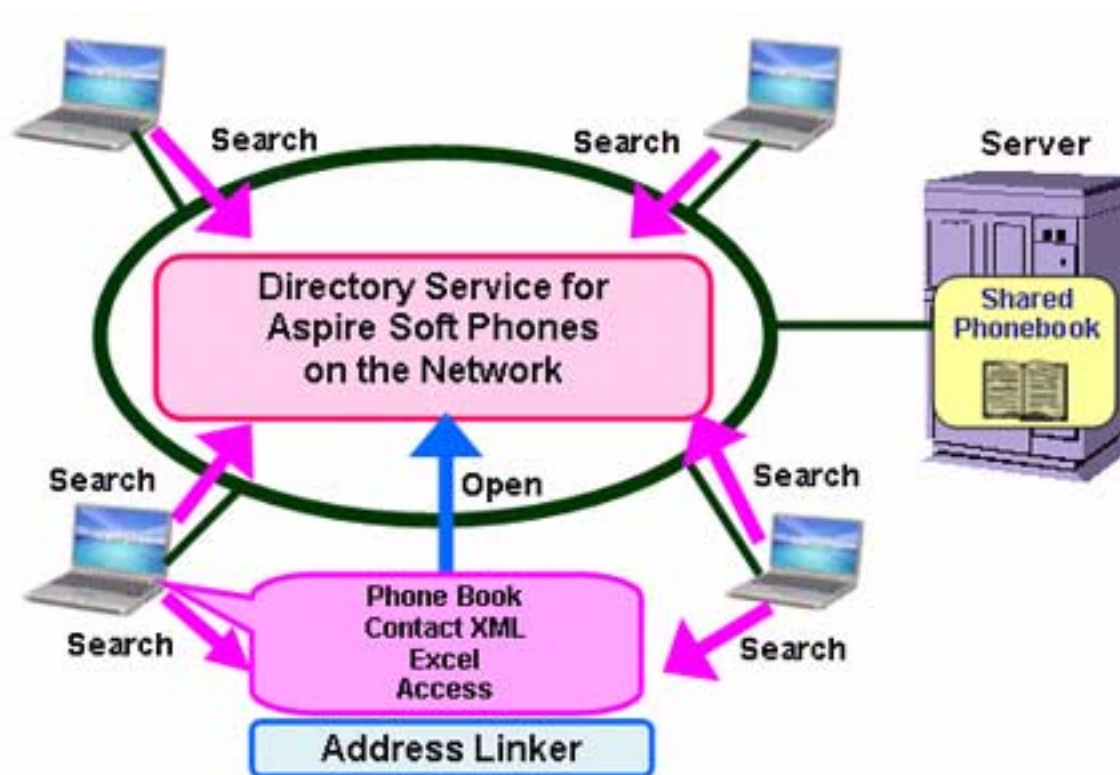 Search
Search
Server
Directory Service for
Aspire Soft Phones
on the Network
Shared
Phonebook
Search
Open
Search
Phone Book
Contact XML
Excel
Access
Search
Search
Address Linker